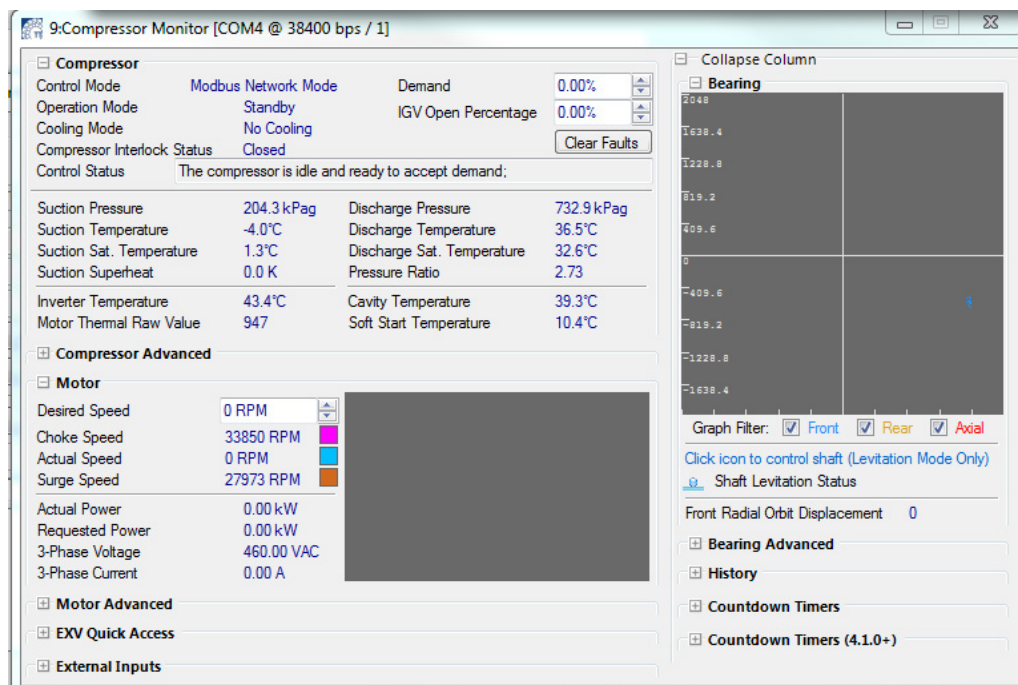 9:Compressor Monitor [COM4 @ 38400 bps / 1]
Compressor
Control Mode Modbus Network Mode Demand 0.00%
Operation Mode Standby IGV Open Percentage 0.00%
Cooling Mode No Cooling
Compressor Interlock Status Closed Clear Faults
Control Status The compressor is idle and ready to accept demand;
Suction Pressure 204.3 kPag Discharge Pressure 732.9 kPag
Suction Temperature -4.0°C Discharge Temperature 36.5°C
Suction Sat. Temperature 1.3°C Discharge Sat. Temperature 32.6°C
Suction Superheat 0.0 K Pressure Ratio 2.73
Inverter Temperature 43.4°C Cavity Temperature 39.3°C
Motor Thermal Raw Value 947 Soft Start Temperature 10.4°C
Compressor Advanced
Motor
Desired Speed 0 RPM
Choke Speed 33850 RPM
Actual Speed 0 RPM
Surge Speed 27973 RPM
Actual Power 0.00 kW
Requested Power 0.00 kW
3-Phase Voltage 460.00 VAC
3-Phase Current 0.00 A
Motor Advanced
EXV Quick Access
External Inputs
Collapse Column
Bearing
2048
1638.4
1228.8
819.2
409.6
0
-409.6
-819.2
-1228.8
-1638.4
Graph Filter: Front Rear Axial
Click icon to control shaft (Levitation Mode Only)
Shaft Levitation Status
Front Radial Orbit Displacement 0
Bearing Advanced
History
Countdown Timers
Countdown Timers (4.1.0+)